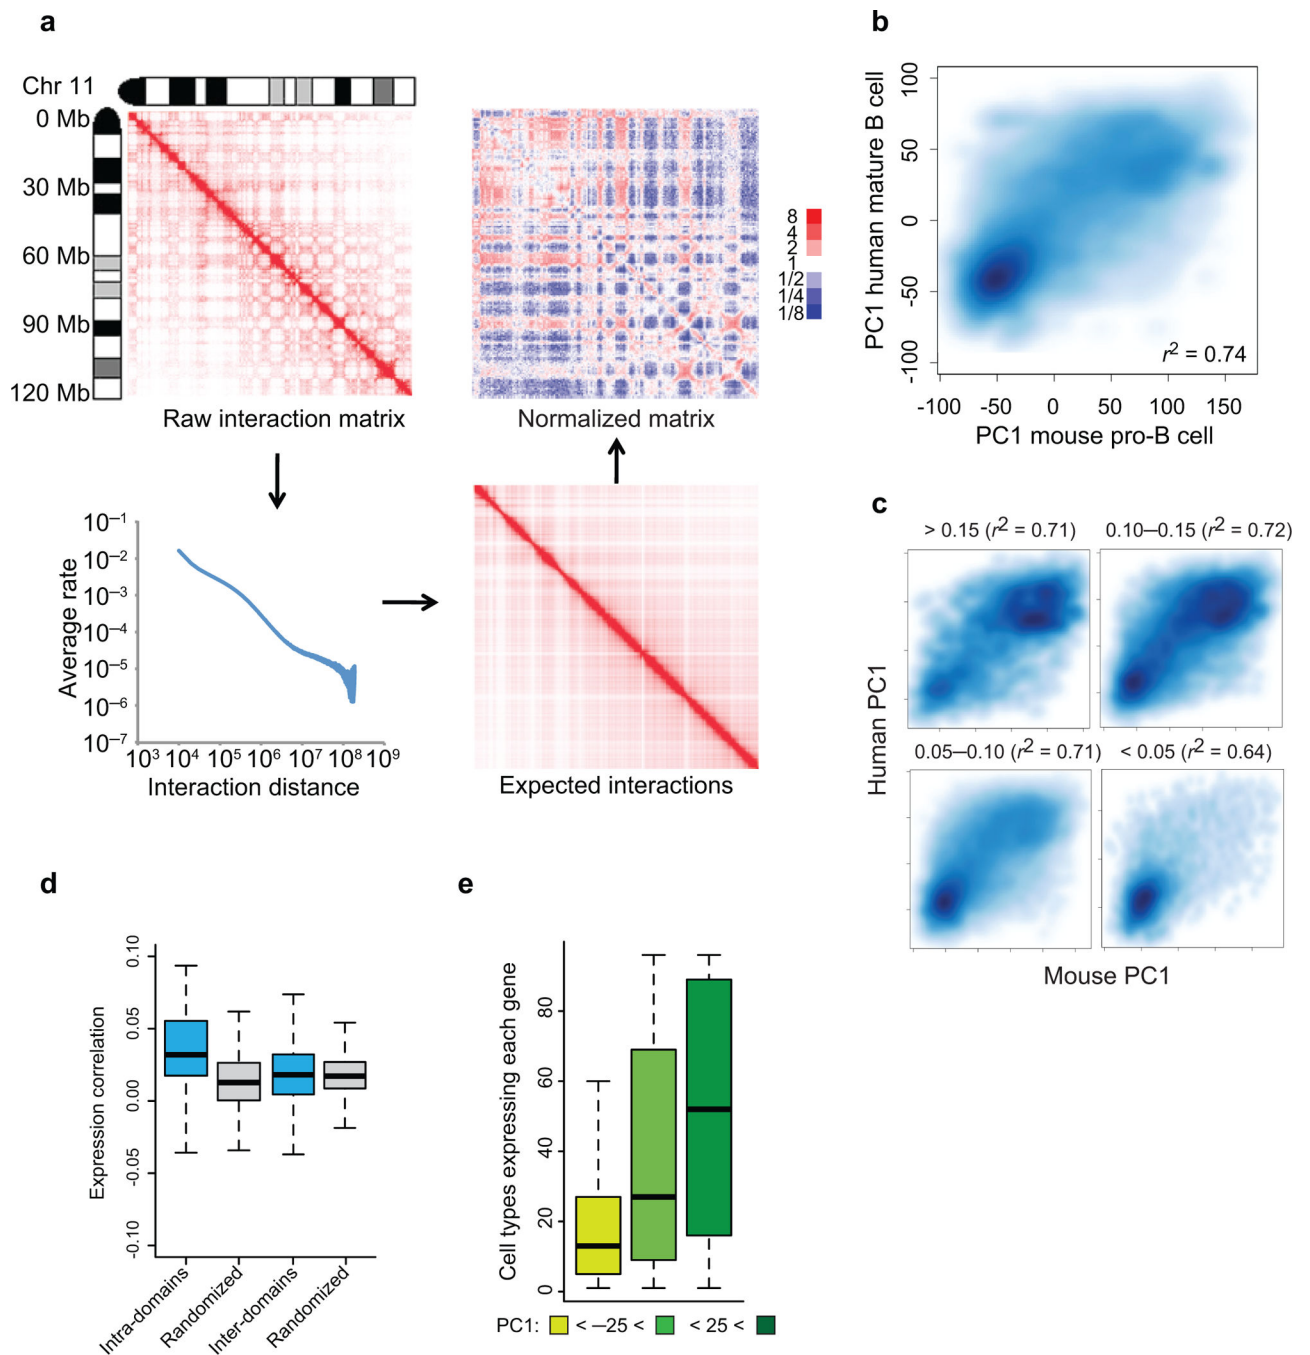 a
Chr 11
0 Mb
30 Mb
60 Mb
90 Mb
120 Mb
Raw interaction matrix
Normalized matrix
8
4
2
1
1/2
1/4
1/8
10⁻¹
10⁻²
10⁻³
10⁻⁴
10⁻⁵
10⁻⁶
10⁻⁷
Average rate
10³ 10⁴ 10⁵ 10⁶ 10⁷ 10⁸ 10⁹
Interaction distance
Expected interactions
b
PC1 human mature B cell
100
50
0
-50
-100
r² = 0.74
-100 -50 0 50 100 150
PC1 mouse pro-B cell
c
> 0.15 (r² = 0.71)
0.10—0.15 (r² = 0.72)
0.05—0.10 (r² = 0.71)
< 0.05 (r² = 0.64)
Human PC1
Mouse PC1
d
Expression correlation
0.10
0.05
0.00
-0.05
-0.10
Intra-domains
Randomized
Inter-domains
Randomized
e
Cell types expressing each gene
80
60
40
20
0
PC1: < —25 < < 25 <